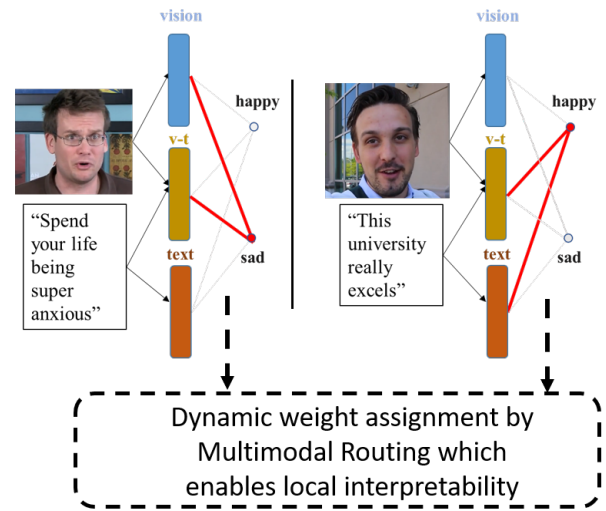 vision
happy
v-t
sad
text
“Spend
your life
being
super
anxious”
vision
happy
v-t
sad
text
“This
university
really
excels”
Dynamic weight assignment by
Multimodal Routing which
enables local interpretability